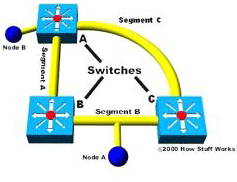 Segment C
Node B
A
Segment A
Switches
B
C
Segment B
Node A
©2000 How Stuff Works